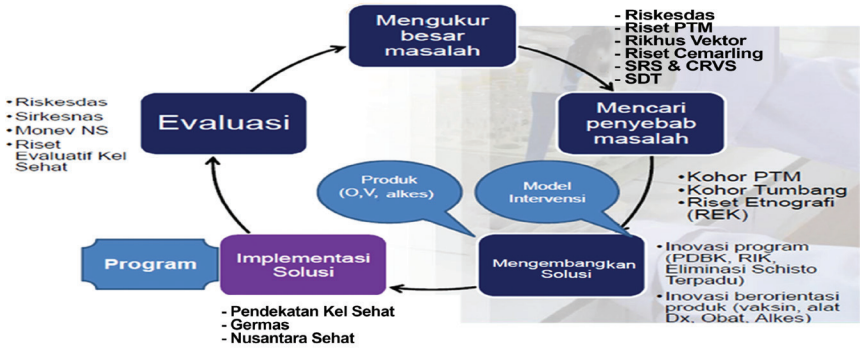 Mengukur
besar
masalah
- Riskesdas
- Riset PTM
- Rikhus Vektor
- Riset Cemarling
- SRS & CRVS
- SDT
Mencari
penyebab
masalah
•Kohor PTM
•Kohor Tumbang
•Riset Etnografi
(REK)
Model
Intervensi
Produk
(O,V, alkes)
Mengembangkan
Solusi
•Inovasi program
(PDBK, RIK,
Eliminasi Schisto
Terpadu)
•Inovasi berorientasi
produk (vaksin, alat
Dx, Obat, Alkes)
Implementasi
Solusi
Program
- Pendekatan Kel Sehat
- Germas
- Nusantara Sehat
Evaluasi
•Riskesdas
•Sirkesnas
•Monev NS
•Riset
Evaluatif Kel
Sehat